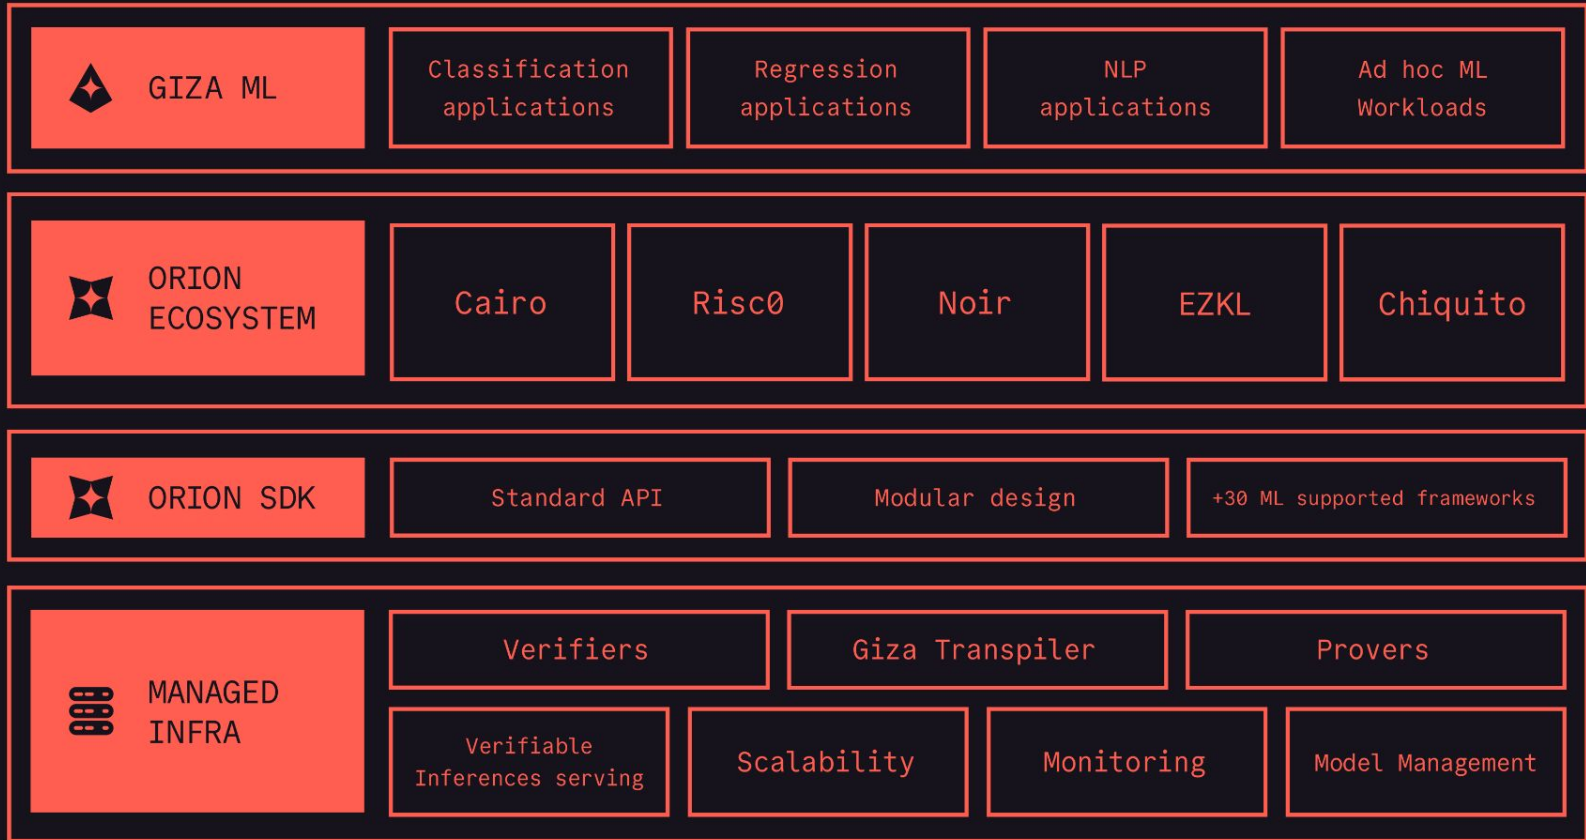 GIZA ML
Classification
applications
Regression
applications
NLP
applications
Ad hoc ML
Workloads
ORION
ECOSYSTEM
Cairo
Risc0
Noir
EZKL
Chiquito
ORION SDK
Standard API
Modular design
+30 ML supported frameworks
MANAGED
INFRA
Verifiers
Giza Transpiler
Provers
Verifiable
Inferences serving
Scalability
Monitoring
Model Management